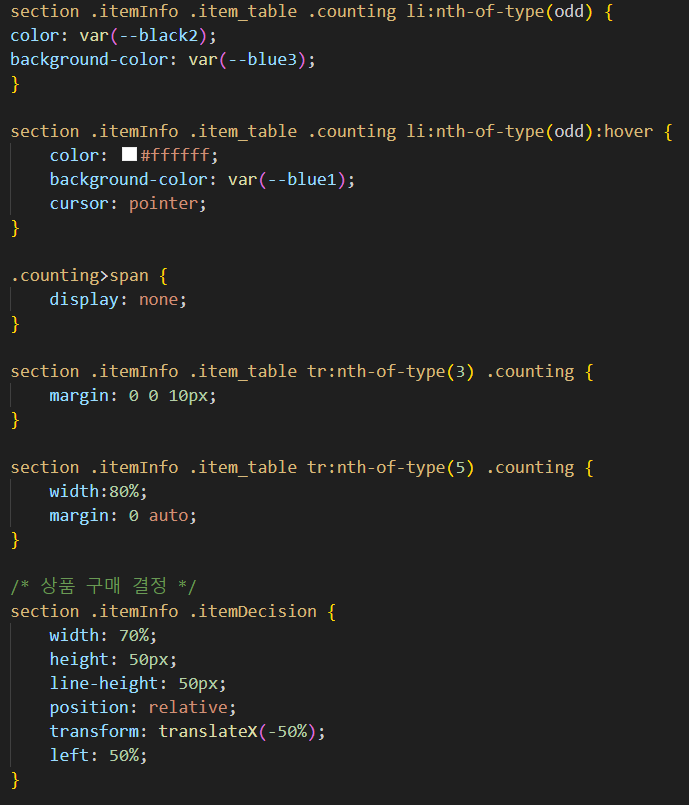 section .itemInfo .item_table .counting li:nth-of-type(odd) {
color: var(--black2);
background-color: var(--blue3);
}

section .itemInfo .item_table .counting li:nth-of-type(odd):hover {
    color: #ffffff;
    background-color: var(--blue1);
    cursor: pointer;
}

.counting>span {
    display: none;
}

section .itemInfo .item_table tr:nth-of-type(3) .counting {
    margin: 0 0 10px;
}

section .itemInfo .item_table tr:nth-of-type(5) .counting {
    width:80%;
    margin: 0 auto;
}

/* 상품 구매 결정 */
section .itemInfo .itemDecision {
    width: 70%;
    height: 50px;
    line-height: 50px;
    position: relative;
    transform: translateX(-50%);
    left: 50%;
}